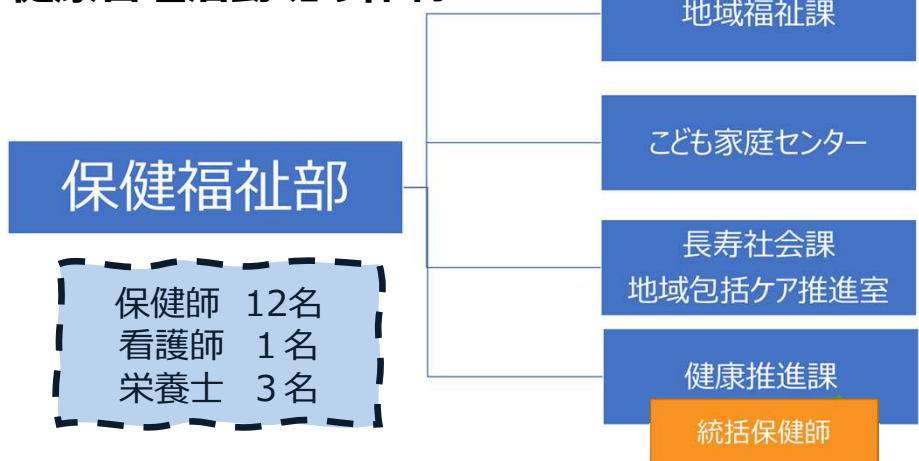 地域福祉課
こども家庭センター
保健福祉部
長寿社会課
地域包括ケア推進室
保健師 12名
看護師 1名
栄養士 3名
健康推進課
統括保健師